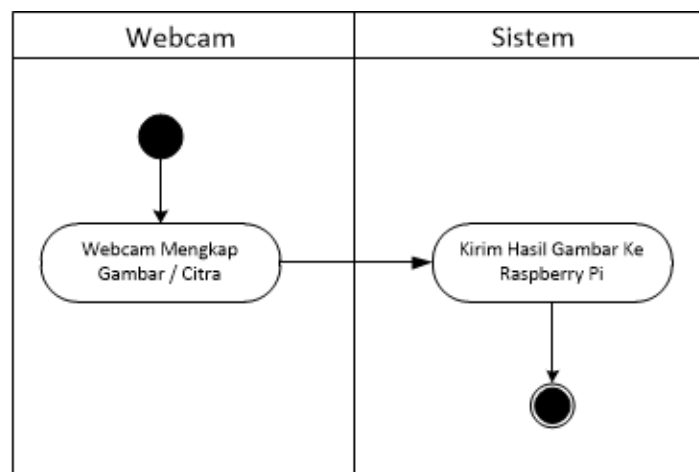 Webcam
Sistem
Webcam Mengkap
Gambar / Citra
Kirim Hasil Gambar Ke
Raspberry Pi